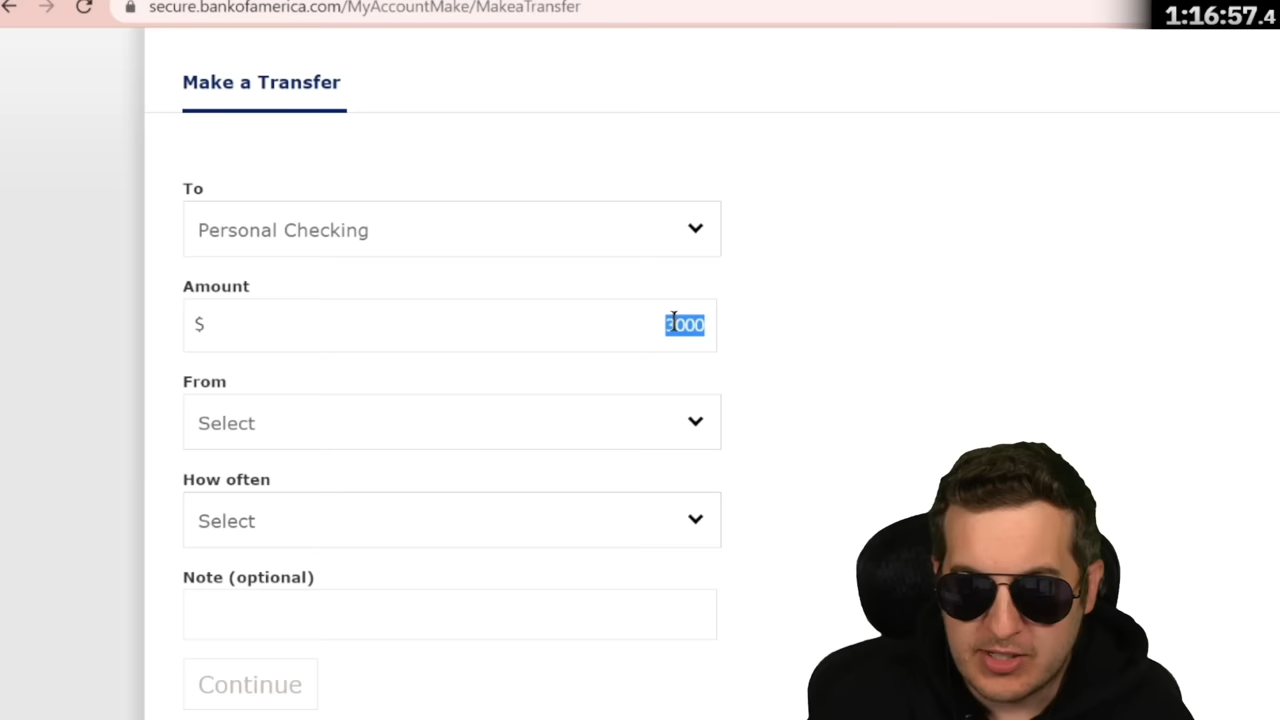 secure.bankofamerica.com/MyAccountMake/MakeaTransfer
1:16:57.4
Make a Transfer
To
Personal Checking
Amount
$ 3000
From
Select
How often
Select
Note (optional)
Continue